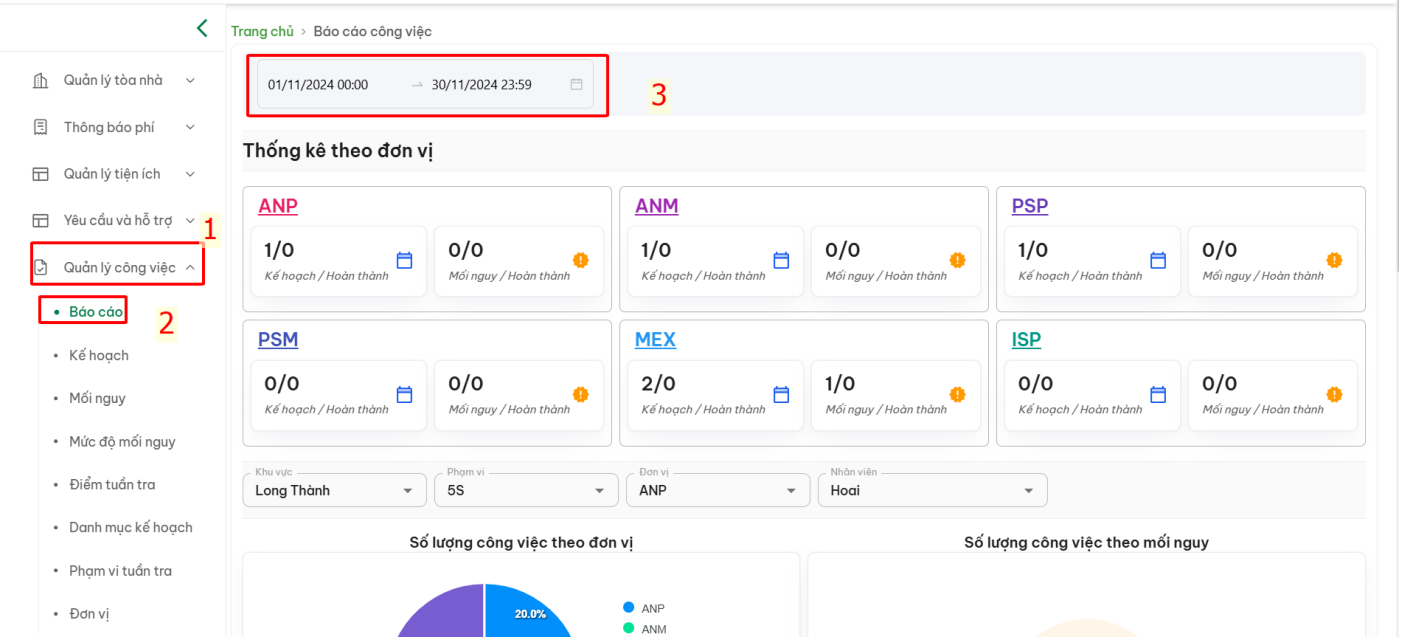 Trang chủ > Báo cáo công việc
Quản lý tòa nhà
Thông báo phí
Quản lý tiện ích
Yêu cầu và hỗ trợ
1
Quản lý công việc
Báo cáo
2
Kế hoạch
Mối nguy
Mức độ mối nguy
Điểm tuần tra
Danh mục kế hoạch
Phạm vi tuần tra
Đơn vị
01/11/2024 00:00 → 30/11/2024 23:59
3
Thống kê theo đơn vị
ANP
1/0
Kế hoạch / Hoàn thành
0/0
Mối nguy / Hoàn thành
ANM
1/0
Kế hoạch / Hoàn thành
0/0
Mối nguy / Hoàn thành
PSP
1/0
Kế hoạch / Hoàn thành
0/0
Mối nguy / Hoàn thành
PSM
0/0
Kế hoạch / Hoàn thành
0/0
Mối nguy / Hoàn thành
MEX
2/0
Kế hoạch / Hoàn thành
1/0
Mối nguy / Hoàn thành
ISP
0/0
Kế hoạch / Hoàn thành
0/0
Mối nguy / Hoàn thành
Khu vực
Long Thành
Phạm vi
5S
Đơn vị
ANP
Nhân viên
Hoai
Số lượng công việc theo đơn vị
20.0%
ANP
ANM
Số lượng công việc theo mối nguy